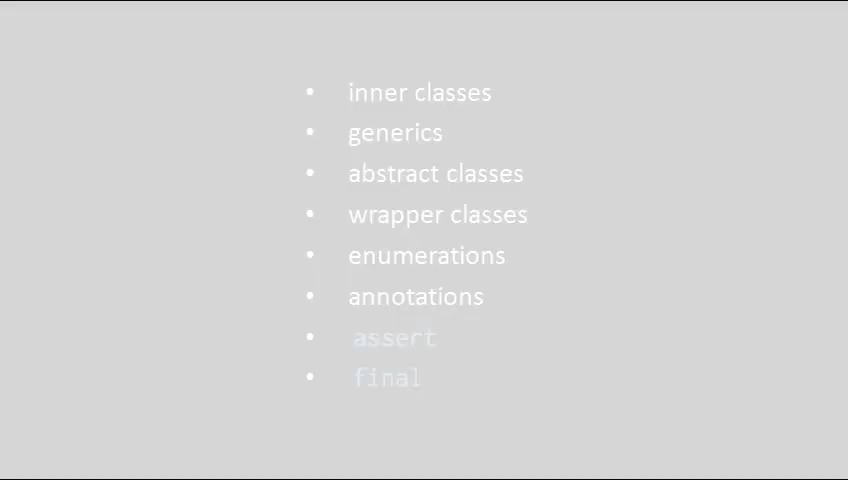 • inner classes
• generics
• abstract classes
• wrapper classes
• enumerations
• annotations
• assert
• final